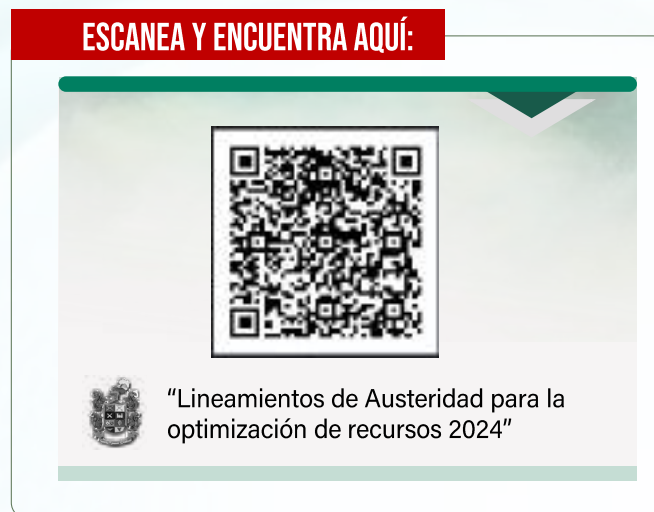 ESCANEA Y ENCUENTRA AQUÍ:
“Lineamientos de Austeridad para la
optimización de recursos 2024”